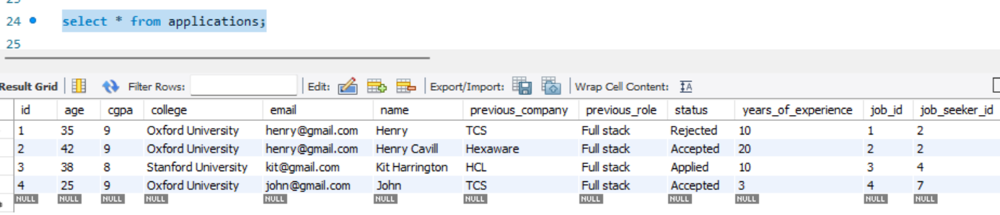 24 select * from applications;
25
Result Grid Filter Rows: Edit: Export/Import: Wrap Cell Content: IA
id age cgpa college email name previous_company previous_role status years_of_experience job_id job_seeker_id
1 35 9 Oxford University henry@gmail.com Henry TCS Full stack Rejected 10 1 2
2 42 9 Oxford University henry@gmail.com Henry Cavill Hexaware Full stack Accepted 20 2 2
3 38 8 Stanford University kit@gmail.com Kit Harrington HCL Full stack Applied 10 3 4
4 25 9 Oxford University john@gmail.com John TCS Full stack Accepted 3 4 7
NULL NULL NULL NULL NULL NULL NULL NULL NULL NULL NULL NULL